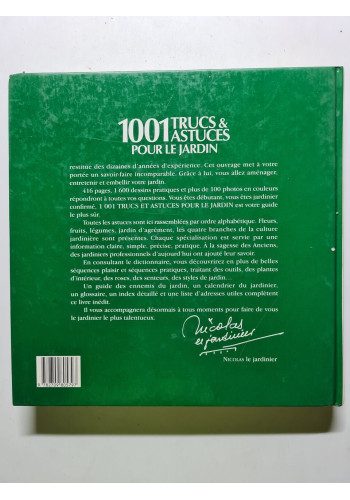 1001 TRUCS &
ASTUCES
POUR LE JARDIN
restitue des dizaines d'années d'expérience. Cet ouvrage met à votre
portée un savoir-faire incomparable. Grâce à lui, vous allez aménager,
entretenir et embellir votre jardin.
416 pages, 1 600 dessins pratiques et plus de 100 photos en couleurs
répondront à toutes vos questions. Vous êtes débutant, vous êtes jardinier
confirmé, 1 001 TRUCS ET ASTUCES POUR LE JARDIN est votre guide
le plus sûr.
Toutes les astuces sont ici rassemblées par ordre alphabétique. Fleurs,
fruits, légumes, jardin d'agrément, les quatre branches de la culture
jardinière sont présentes. Chaque spécialisation est servie par une
information claire, simple, précise, pratique. À la sagesse des Anciens,
des jardiniers professionnels d'aujourd'hui ont ajouté leur savoir.
En consultant le dictionnaire, vous découvrirez en plus de belles
séquences plaisir et séquences pratiques, traitant des outils, des plantes
d'intérieur, des roses, des senteurs, des styles de jardin...
Un guide des ennemis du jardin, un calendrier du jardinier,
un glossaire, un index détaillé et une liste d'adresses utiles complètent
ce livre inédit.
Il vous accompagnera désormais à tous moments pour faire de vous
le jardinier le plus talentueux.
Nicolas
le jardinier
NICOLAS le jardinier